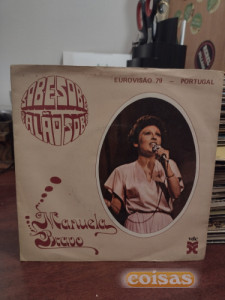 EUROVISÃO 79 - PORTUGAL
SOBE SOBE
BALÃO SOBE
Manuela
Bravo
coisas